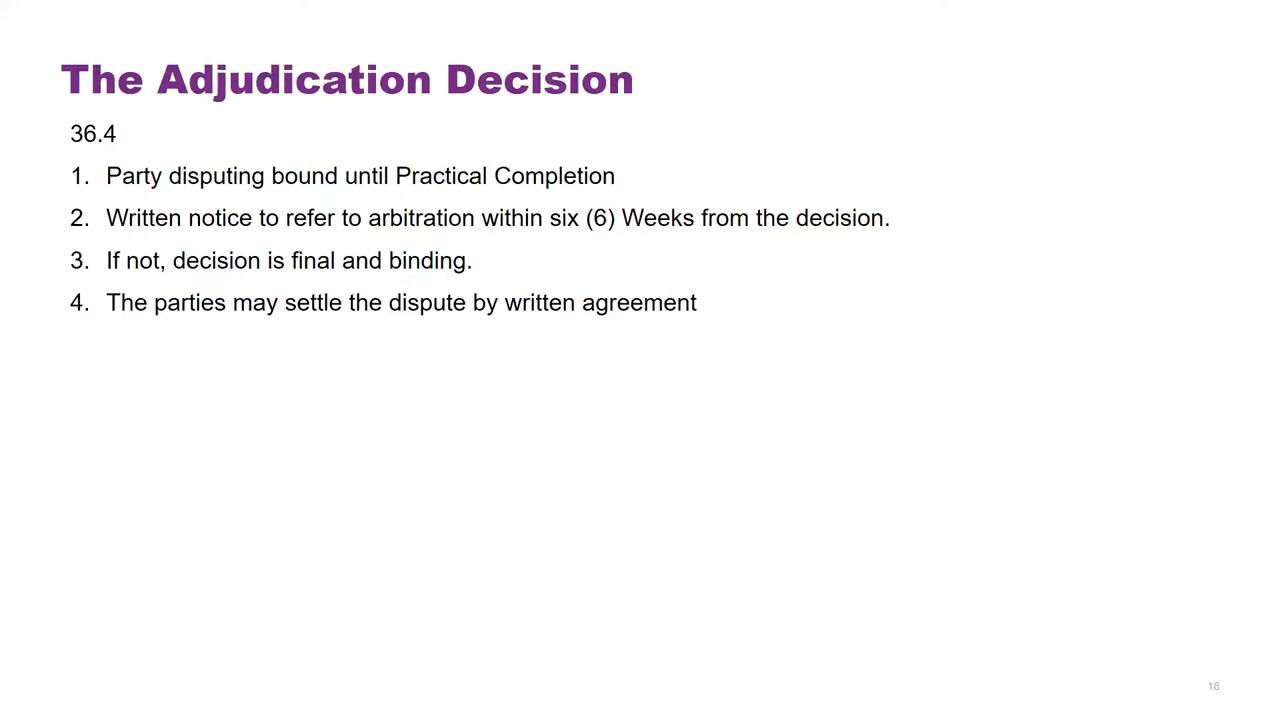 The Adjudication Decision
36.4
1. Party disputing bound until Practical Completion
2. Written notice to refer to arbitration within six (6) Weeks from the decision.
3. If not, decision is final and binding.
4. The parties may settle the dispute by written agreement
18